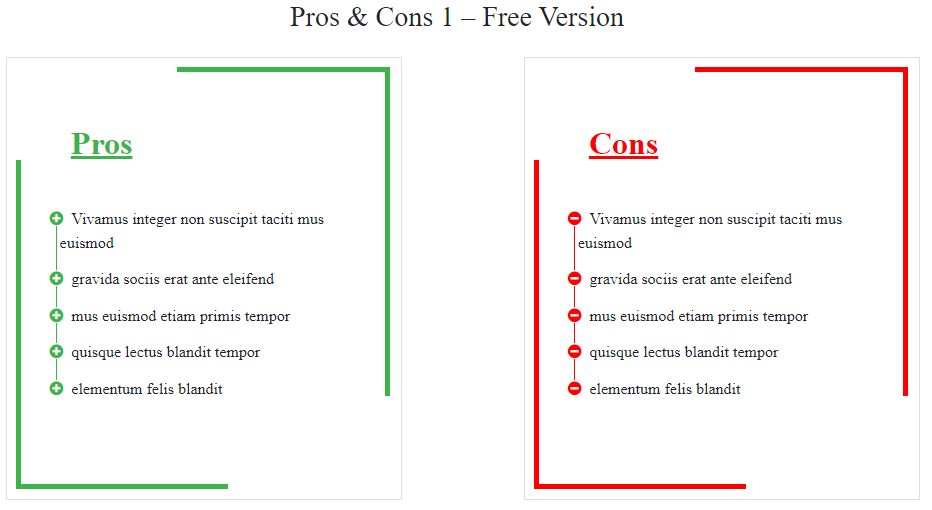 Pros & Cons 1 – Free Version
Pros
Vivamus integer non suscipit taciti mus
euismod
gravida sociis erat ante eleifend
mus euismod etiam primis tempor
quisque lectus blandit tempor
elementum felis blandit
Cons
Vivamus integer non suscipit taciti mus
euismod
gravida sociis erat ante eleifend
mus euismod etiam primis tempor
quisque lectus blandit tempor
elementum felis blandit